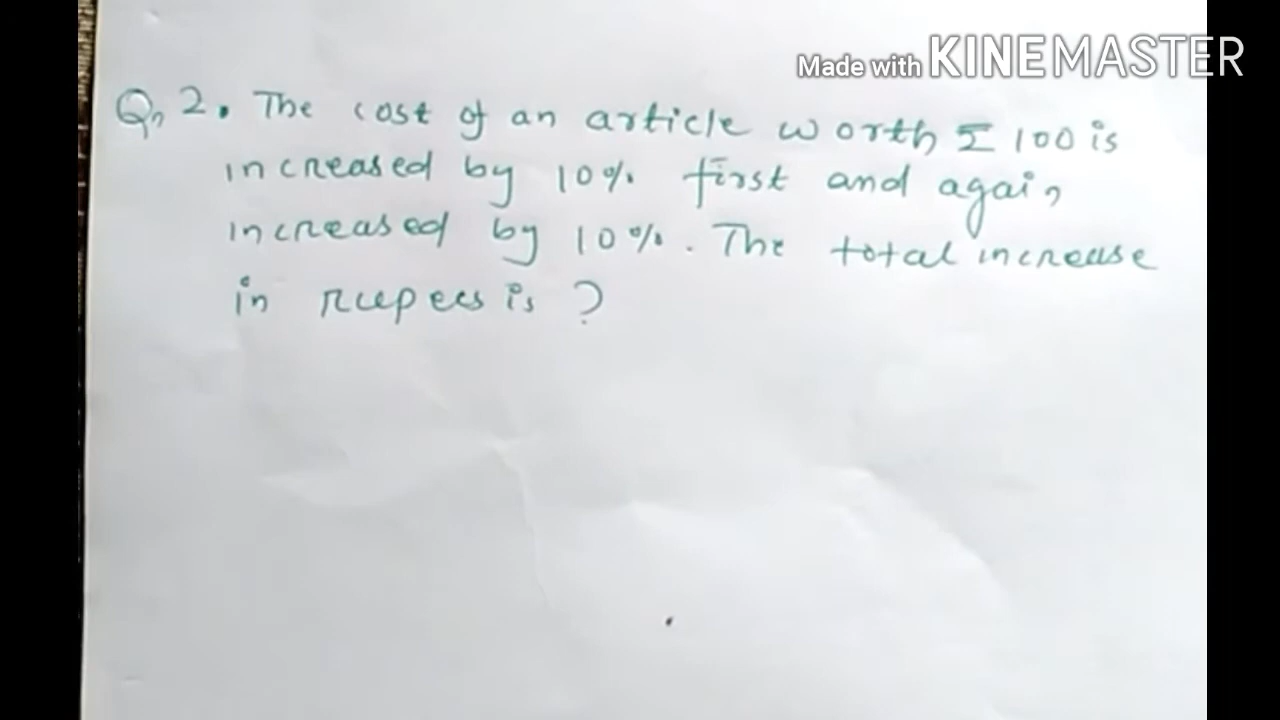 Made with KINEMASTER
Qn 2. The cost of an article worth ₹ 100 is
increased by 10% first and again
increased by 10%. The total increase
in rupees is ?